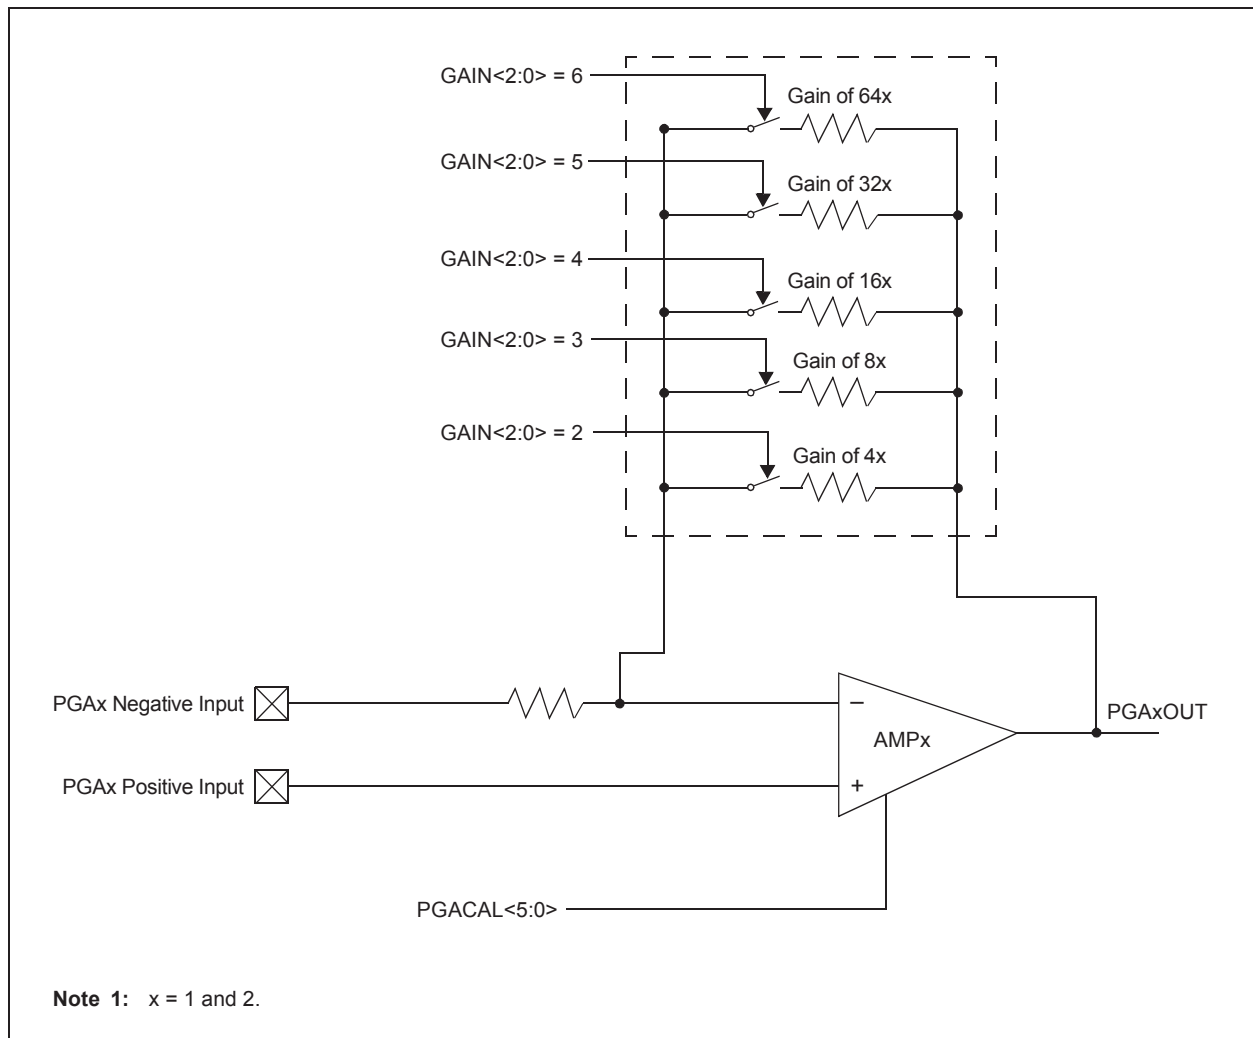 GAIN<2:0> = 6
Gain of 64x
GAIN<2:0> = 5
Gain of 32x
GAIN<2:0> = 4
Gain of 16x
GAIN<2:0> = 3
Gain of 8x
GAIN<2:0> = 2
Gain of 4x
PGAx Negative Input
–
PGAxOUT
AMPx
PGAx Positive Input
+
PGACAL<5:0>
Note 1: x = 1 and 2.